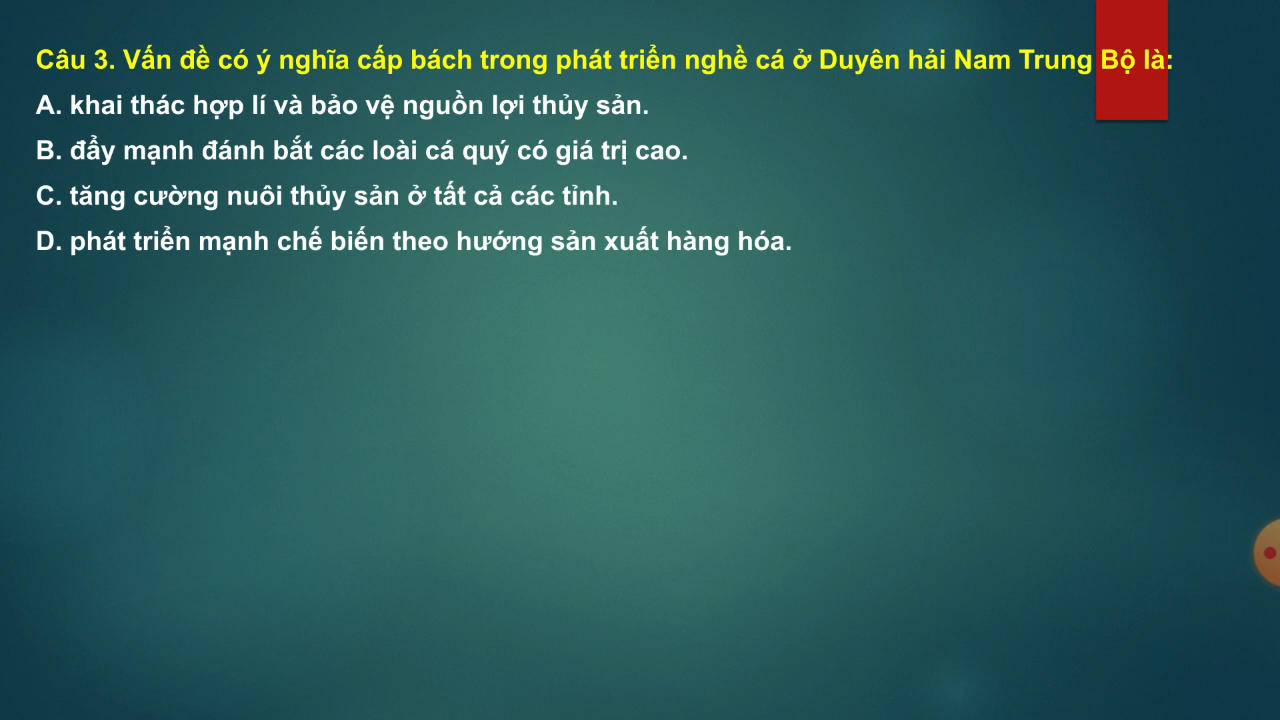 Câu 3. Vấn đề có ý nghĩa cấp bách trong phát triển nghề cá ở Duyên hải Nam Trung Bộ là:
A. khai thác hợp lí và bảo vệ nguồn lợi thủy sản.
B. đẩy mạnh đánh bắt các loài cá quý có giá trị cao.
C. tăng cường nuôi thủy sản ở tất cả các tỉnh.
D. phát triển mạnh chế biến theo hướng sản xuất hàng hóa.